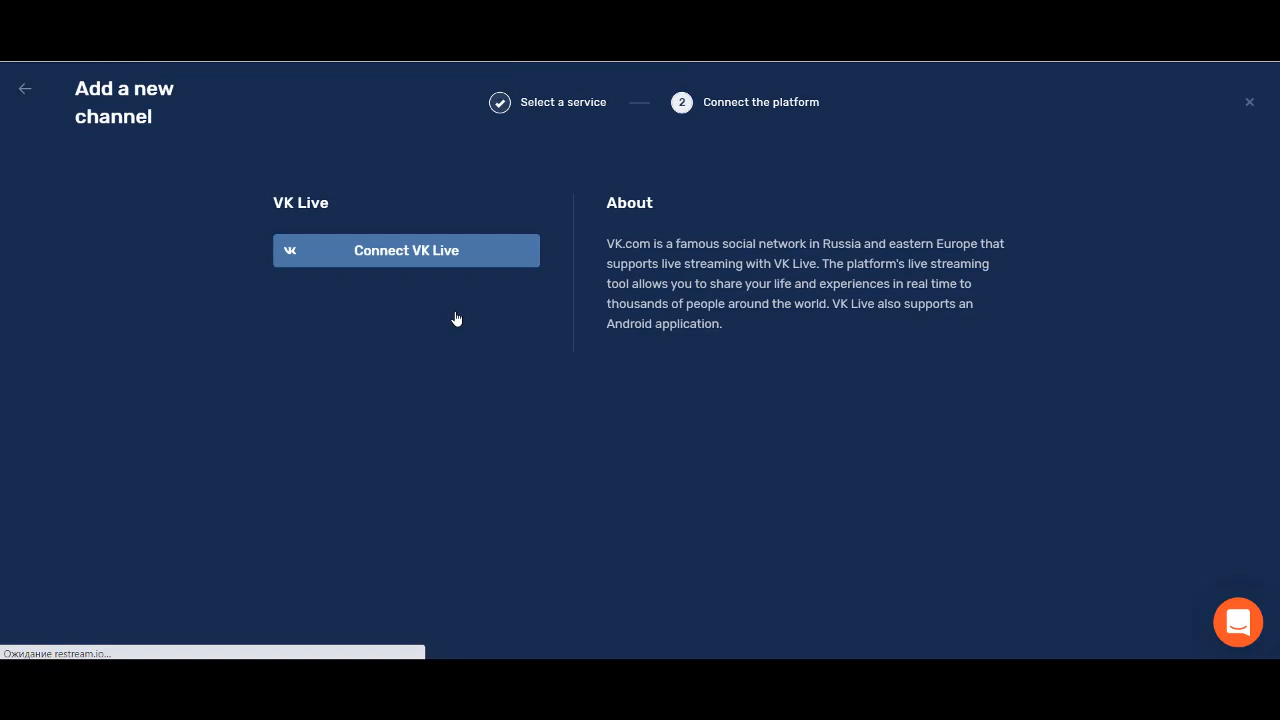 Add a new
channel
Select a service
2 Connect the platform
VK Live
Connect VK Live
About
VK.com is a famous social network in Russia and eastern Europe that
supports live streaming with VK Live. The platform's live streaming
tool allows you to share your life and experiences in real time to
thousands of people around the world. VK Live also supports an
Android application.
Ожидание restream.io...